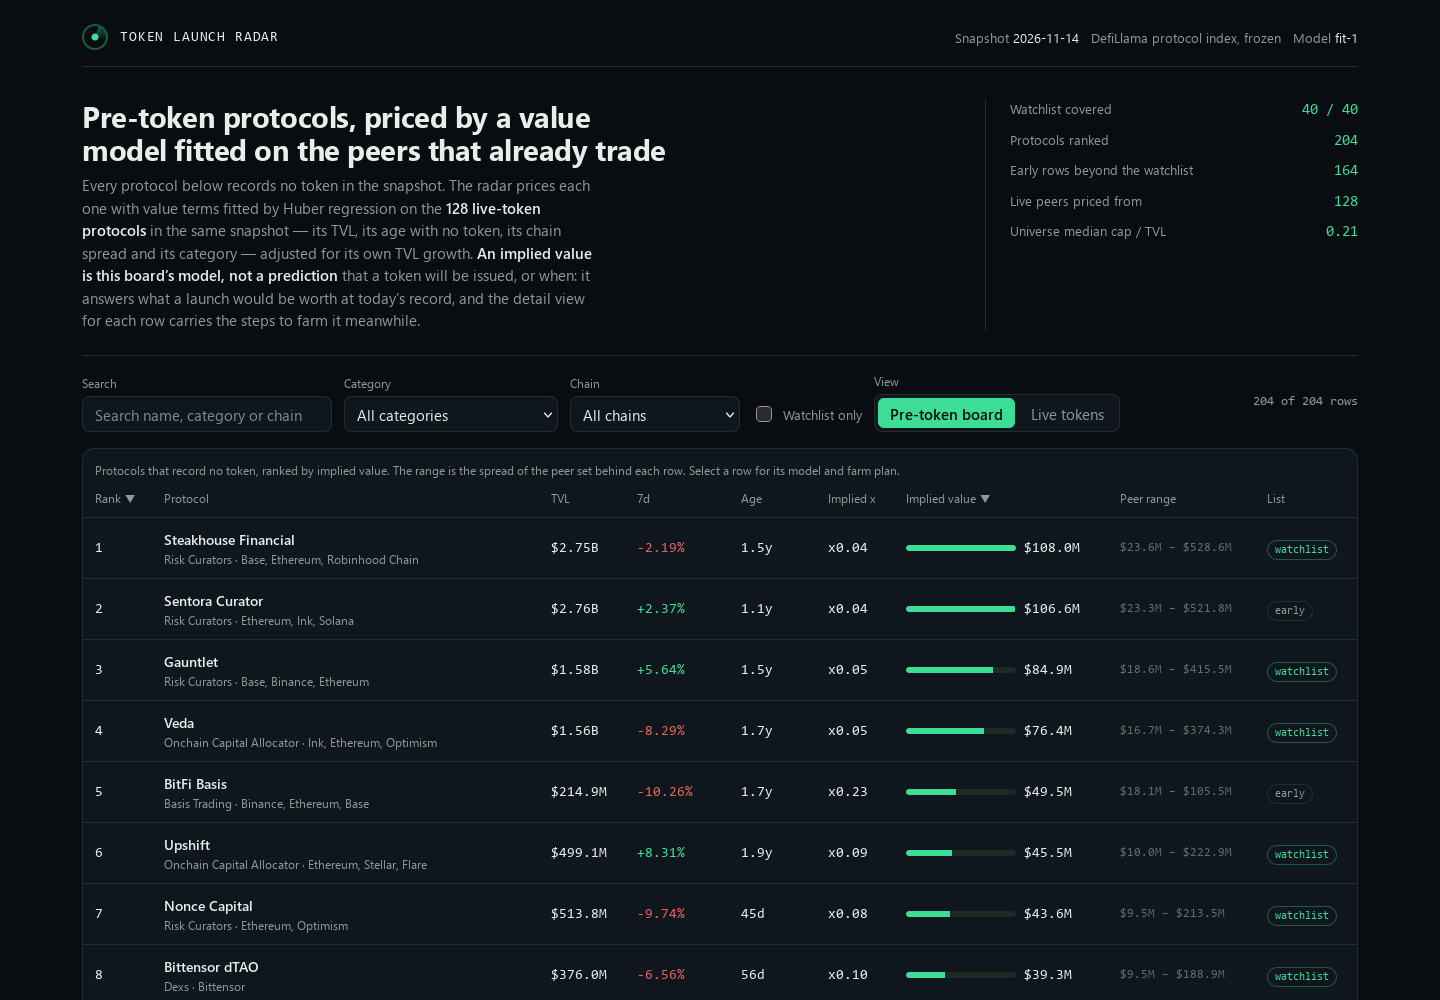 TOKEN LAUNCH RADAR
Snapshot 2026-11-14 DefiLlama protocol index, frozen Model fit-1
Pre-token protocols, priced by a value
model fitted on the peers that already trade
Every protocol below records no token in the snapshot. The radar prices each
one with value terms fitted by Huber regression on the 128 live-token
protocols in the same snapshot — its TVL, its age with no token, its chain
spread and its category — adjusted for its own TVL growth. An implied value
is this board's model, not a prediction that a token will be issued, or when: it
answers what a launch would be worth at today's record, and the detail view
for each row carries the steps to farm it meanwhile.
Watchlist covered 40 / 40
Protocols ranked 204
Early rows beyond the watchlist 164
Live peers priced from 128
Universe median cap / TVL 0.21
Search Category Chain View
Search name, category or chain All categories All chains Watchlist only Pre-token board Live tokens 204 of 204 rows
Protocols that record no token, ranked by implied value. The range is the spread of the peer set behind each row. Select a row for its model and farm plan.
Rank ▼ Protocol TVL 7d Age Implied x Implied value ▼ Peer range List
1 Steakhouse Financial $2.75B -2.19% 1.5y x0.04 $108.0M $23.6M – $528.6M watchlist
Risk Curators · Base, Ethereum, Robinhood Chain
2 Sentora Curator $2.76B +2.37% 1.1y x0.04 $106.6M $23.3M – $521.8M early
Risk Curators · Ethereum, Ink, Solana
3 Gauntlet $1.58B +5.64% 1.5y x0.05 $84.9M $18.6M – $415.5M watchlist
Risk Curators · Base, Binance, Ethereum
4 Veda $1.56B -8.29% 1.7y x0.05 $76.4M $16.7M – $374.3M watchlist
Onchain Capital Allocator · Ink, Ethereum, Optimism
5 BitFi Basis $214.9M -10.26% 1.7y x0.23 $49.5M $18.1M – $105.5M early
Basis Trading · Binance, Ethereum, Base
6 Upshift $499.1M +8.31% 1.9y x0.09 $45.5M $10.0M – $222.9M watchlist
Onchain Capital Allocator · Ethereum, Stellar, Flare
7 Nonce Capital $513.8M -9.74% 45d x0.08 $43.6M $9.5M – $213.5M watchlist
Risk Curators · Ethereum, Optimism
8 Bittensor dTAO $376.0M -6.56% 56d x0.10 $39.3M $9.5M – $188.9M watchlist
Dexs · Bittensor